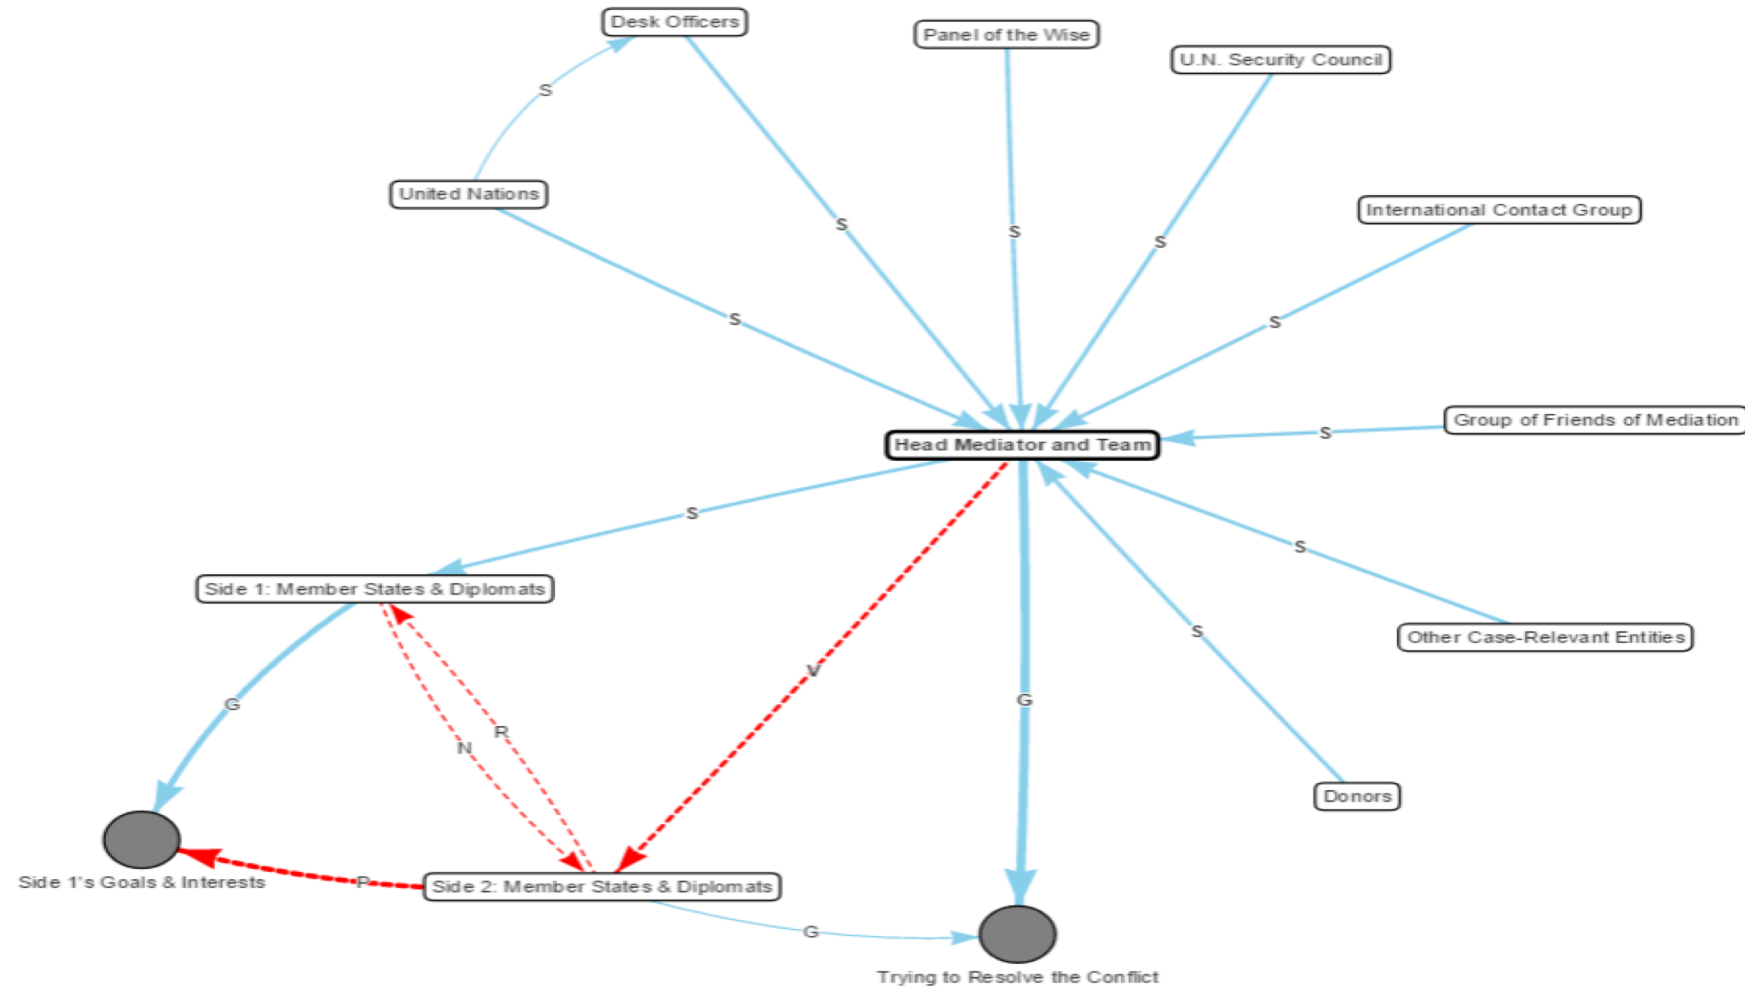 Desk Officers
Panel of the Wise
U.N. Security Council
S
United Nations
International Contact Group
S
S
S
S
S
Group of Friends of Mediation
S
Head Mediator and Team
S
S
Side 1: Member States & Diplomats
S
Other Case-Relevant Entities
V
G
G
R
N
Donors
Side 1's Goals & Interests
P
Side 2: Member States & Diplomats
G
Trying to Resolve the Conflict
S